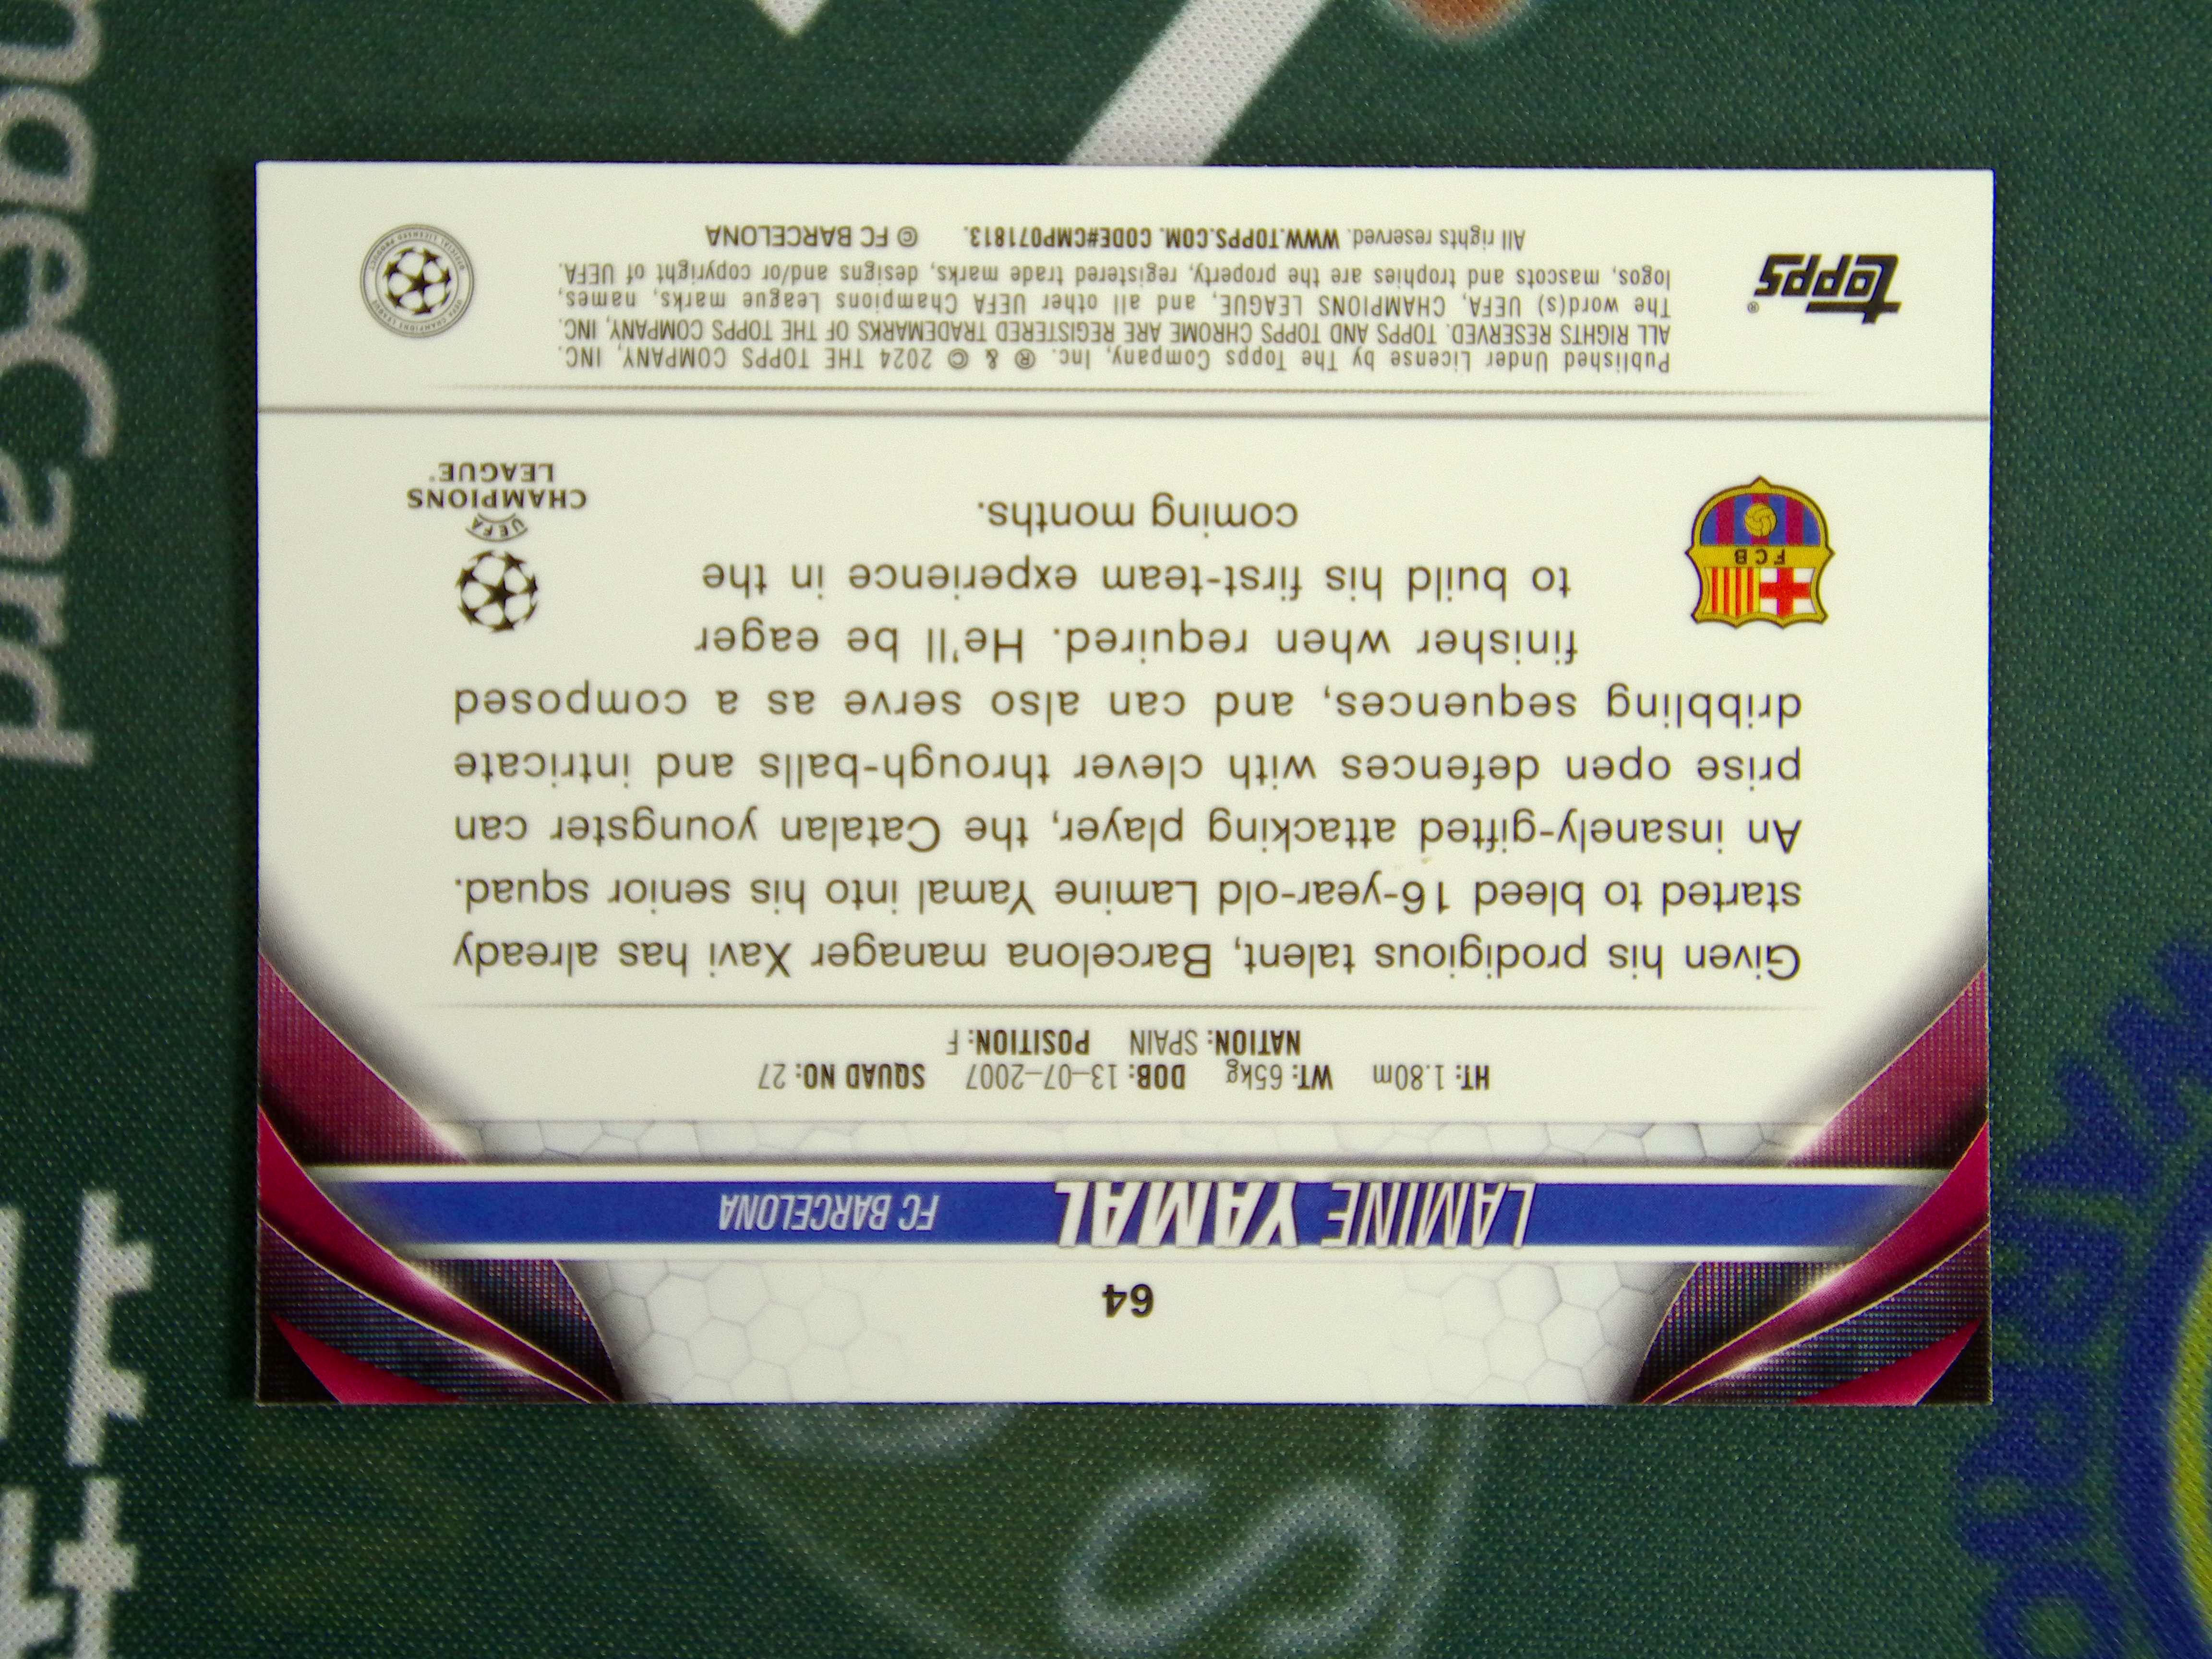 64
LAMINE YAMAL FC BARCELONA
HT: 1.80m WT: 65kg DOB: 13-07-2007 SQUAD NO: 27
NATION: SPAIN POSITION: F
Given his prodigious talent, Barcelona manager Xavi has already
started to bleed 16-year-old Lamine Yamal into his senior squad.
An insanely-gifted attacking player, the Catalan youngster can
prise open defences with clever through-balls and intricate
dribbling sequences, and can also serve as a composed
finisher when required. He'll be eager
to build his first-team experience in the
coming months.
FCB
UEFA
CHAMPIONS
LEAGUE
Published Under License by The Topps Company, Inc. ® & © 2024 THE TOPPS COMPANY, INC.
ALL RIGHTS RESERVED. TOPPS AND TOPPS CHROME ARE REGISTERED TRADEMARKS OF THE TOPPS COMPANY, INC.
The word(s) UEFA, CHAMPIONS LEAGUE, and all other UEFA Champions League marks, names,
logos, mascots and trophies are the property, registered trade marks, designs and/or copyright of UEFA.
All rights reserved. WWW.TOPPS.COM. CODE#CMP071813. © FC BARCELONA
topps®
UEFA CHAMPIONS LEAGUE
OFFICIAL LICENSED PRODUCT